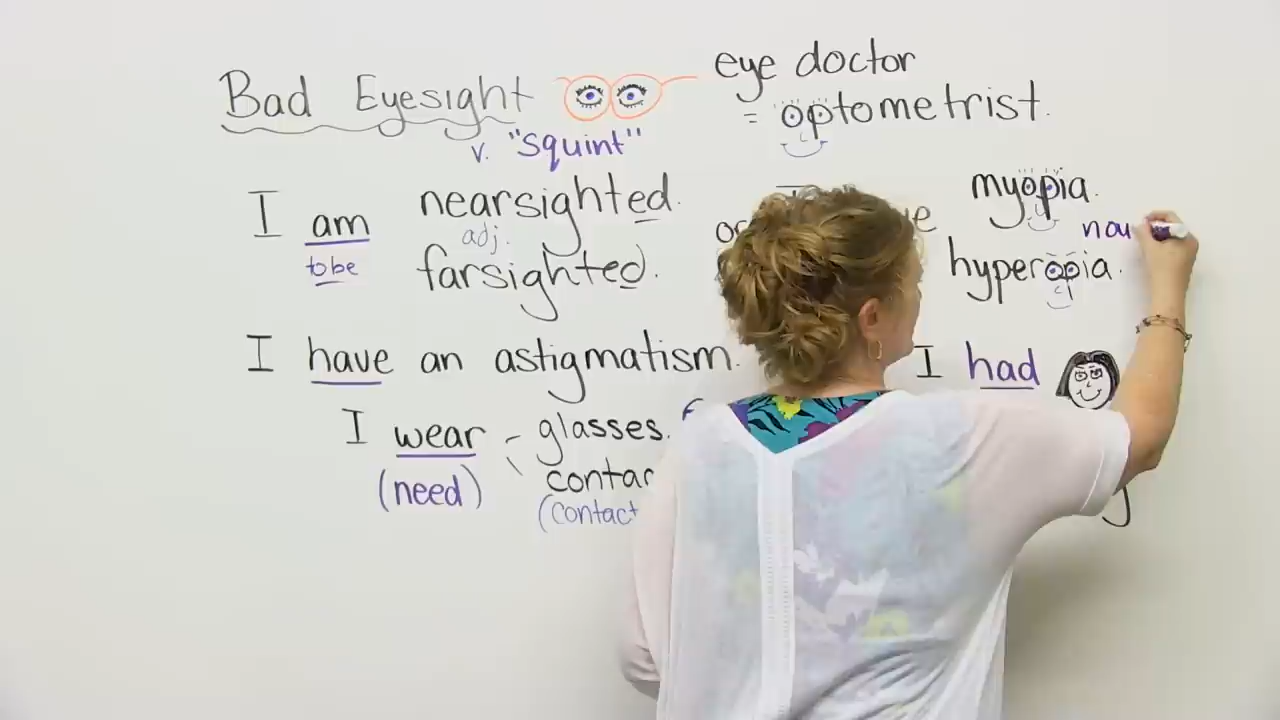 Bad Eyesight
eye doctor
= optometrist.
v. "squint"
I am nearsighted.
to be adj.
farsighted.
myopia.
hyperopia.
I have an astigmatism.
I had
I wear glasses.
(need)